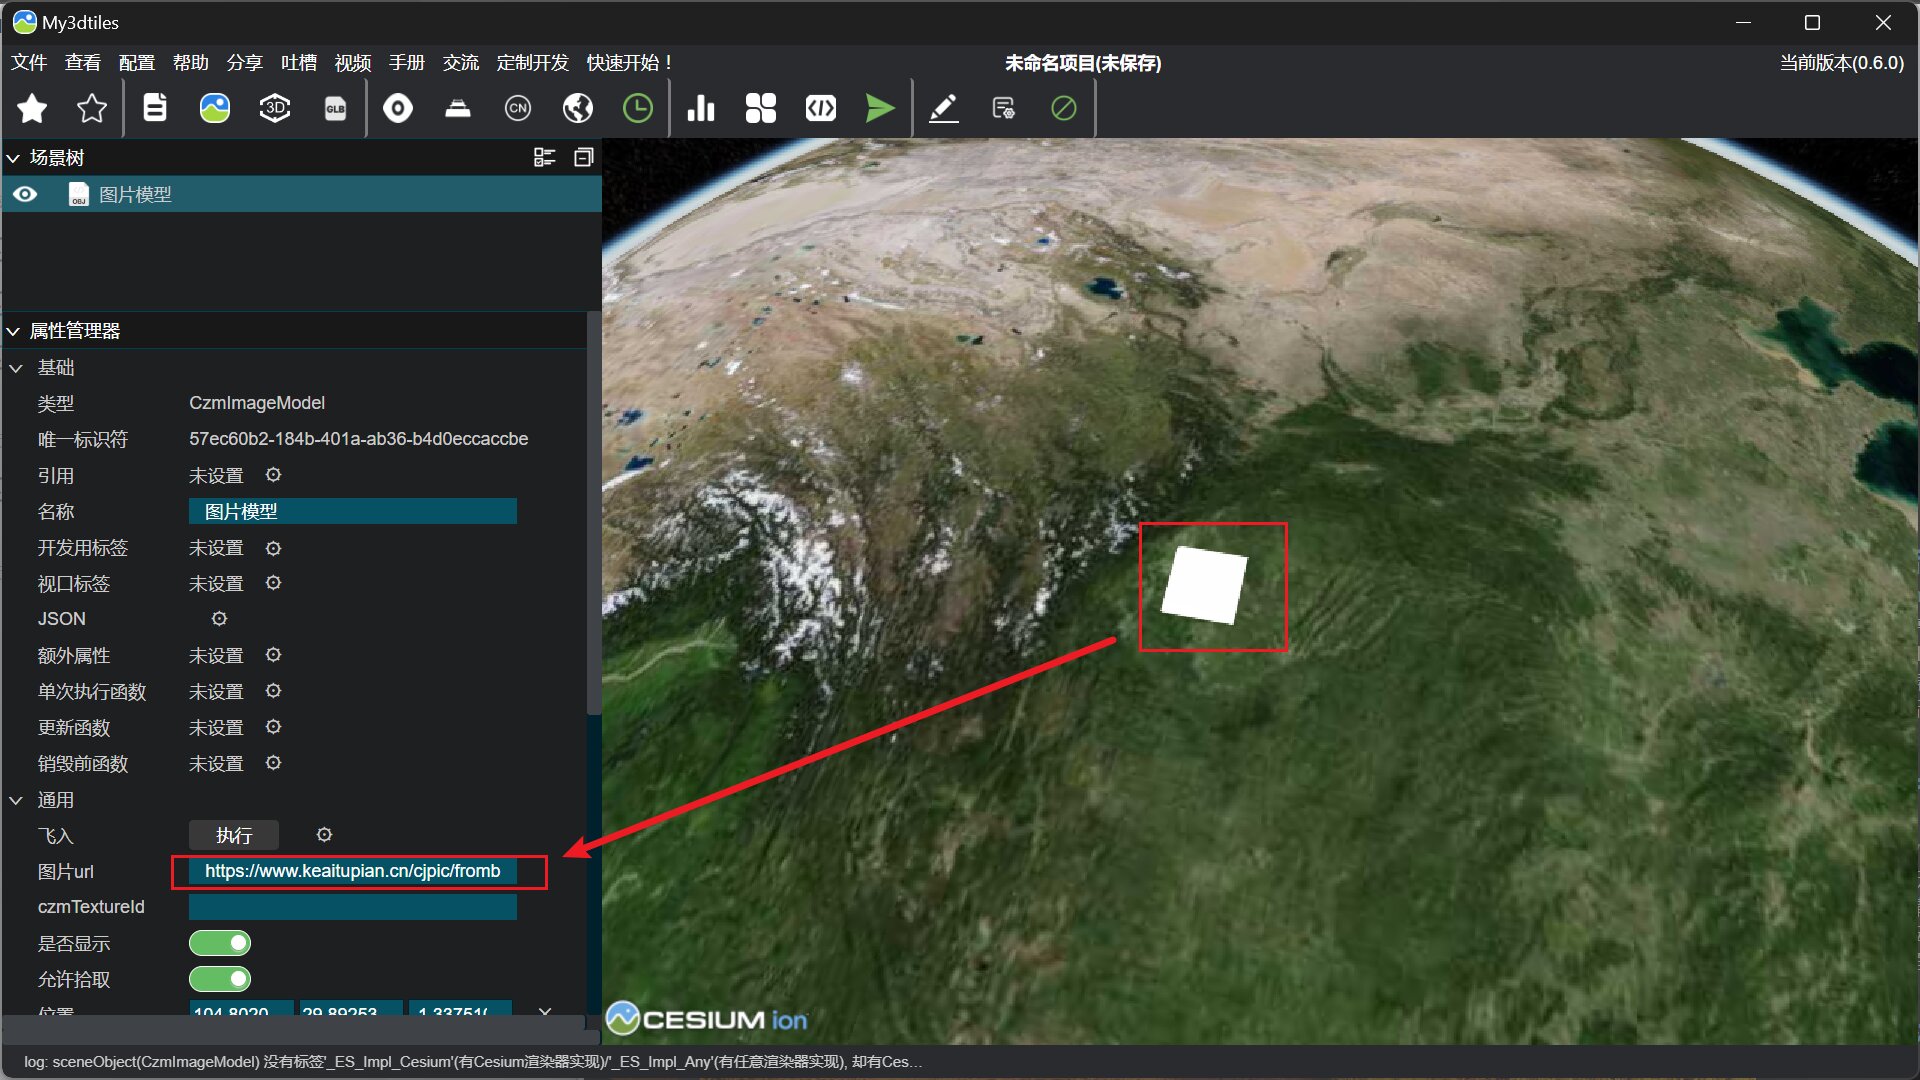 My3dtiles
文件 查看 配置 帮助 分享 吐槽 视频 手册 交流 定制开发 快速开始！ 未命名项目(未保存) 当前版本(0.6.0)
3D GLB CN
场景树
OBJ 图片模型
属性管理器
基础
类型 CzmImageModel
唯一标识符 57ec60b2-184b-401a-ab36-b4d0eccaccbe
引用 未设置
名称 图片模型
开发用标签 未设置
视口标签 未设置
JSON
额外属性 未设置
单次执行函数 未设置
更新函数 未设置
销毁前函数 未设置
通用
飞入 执行
图片url https://www.keaitupian.cn/cjpic/fromb
czmTextureId
是否显示
允许拾取
位置 104.8020 29.89253 1.33751(
CESIUM ion
log: sceneObject(CzmImageModel) 没有标签'_ES_Impl_Cesium'(有Cesium渲染器实现)/'_ES_Impl_Any'(有任意渲染器实现), 却有Ces...